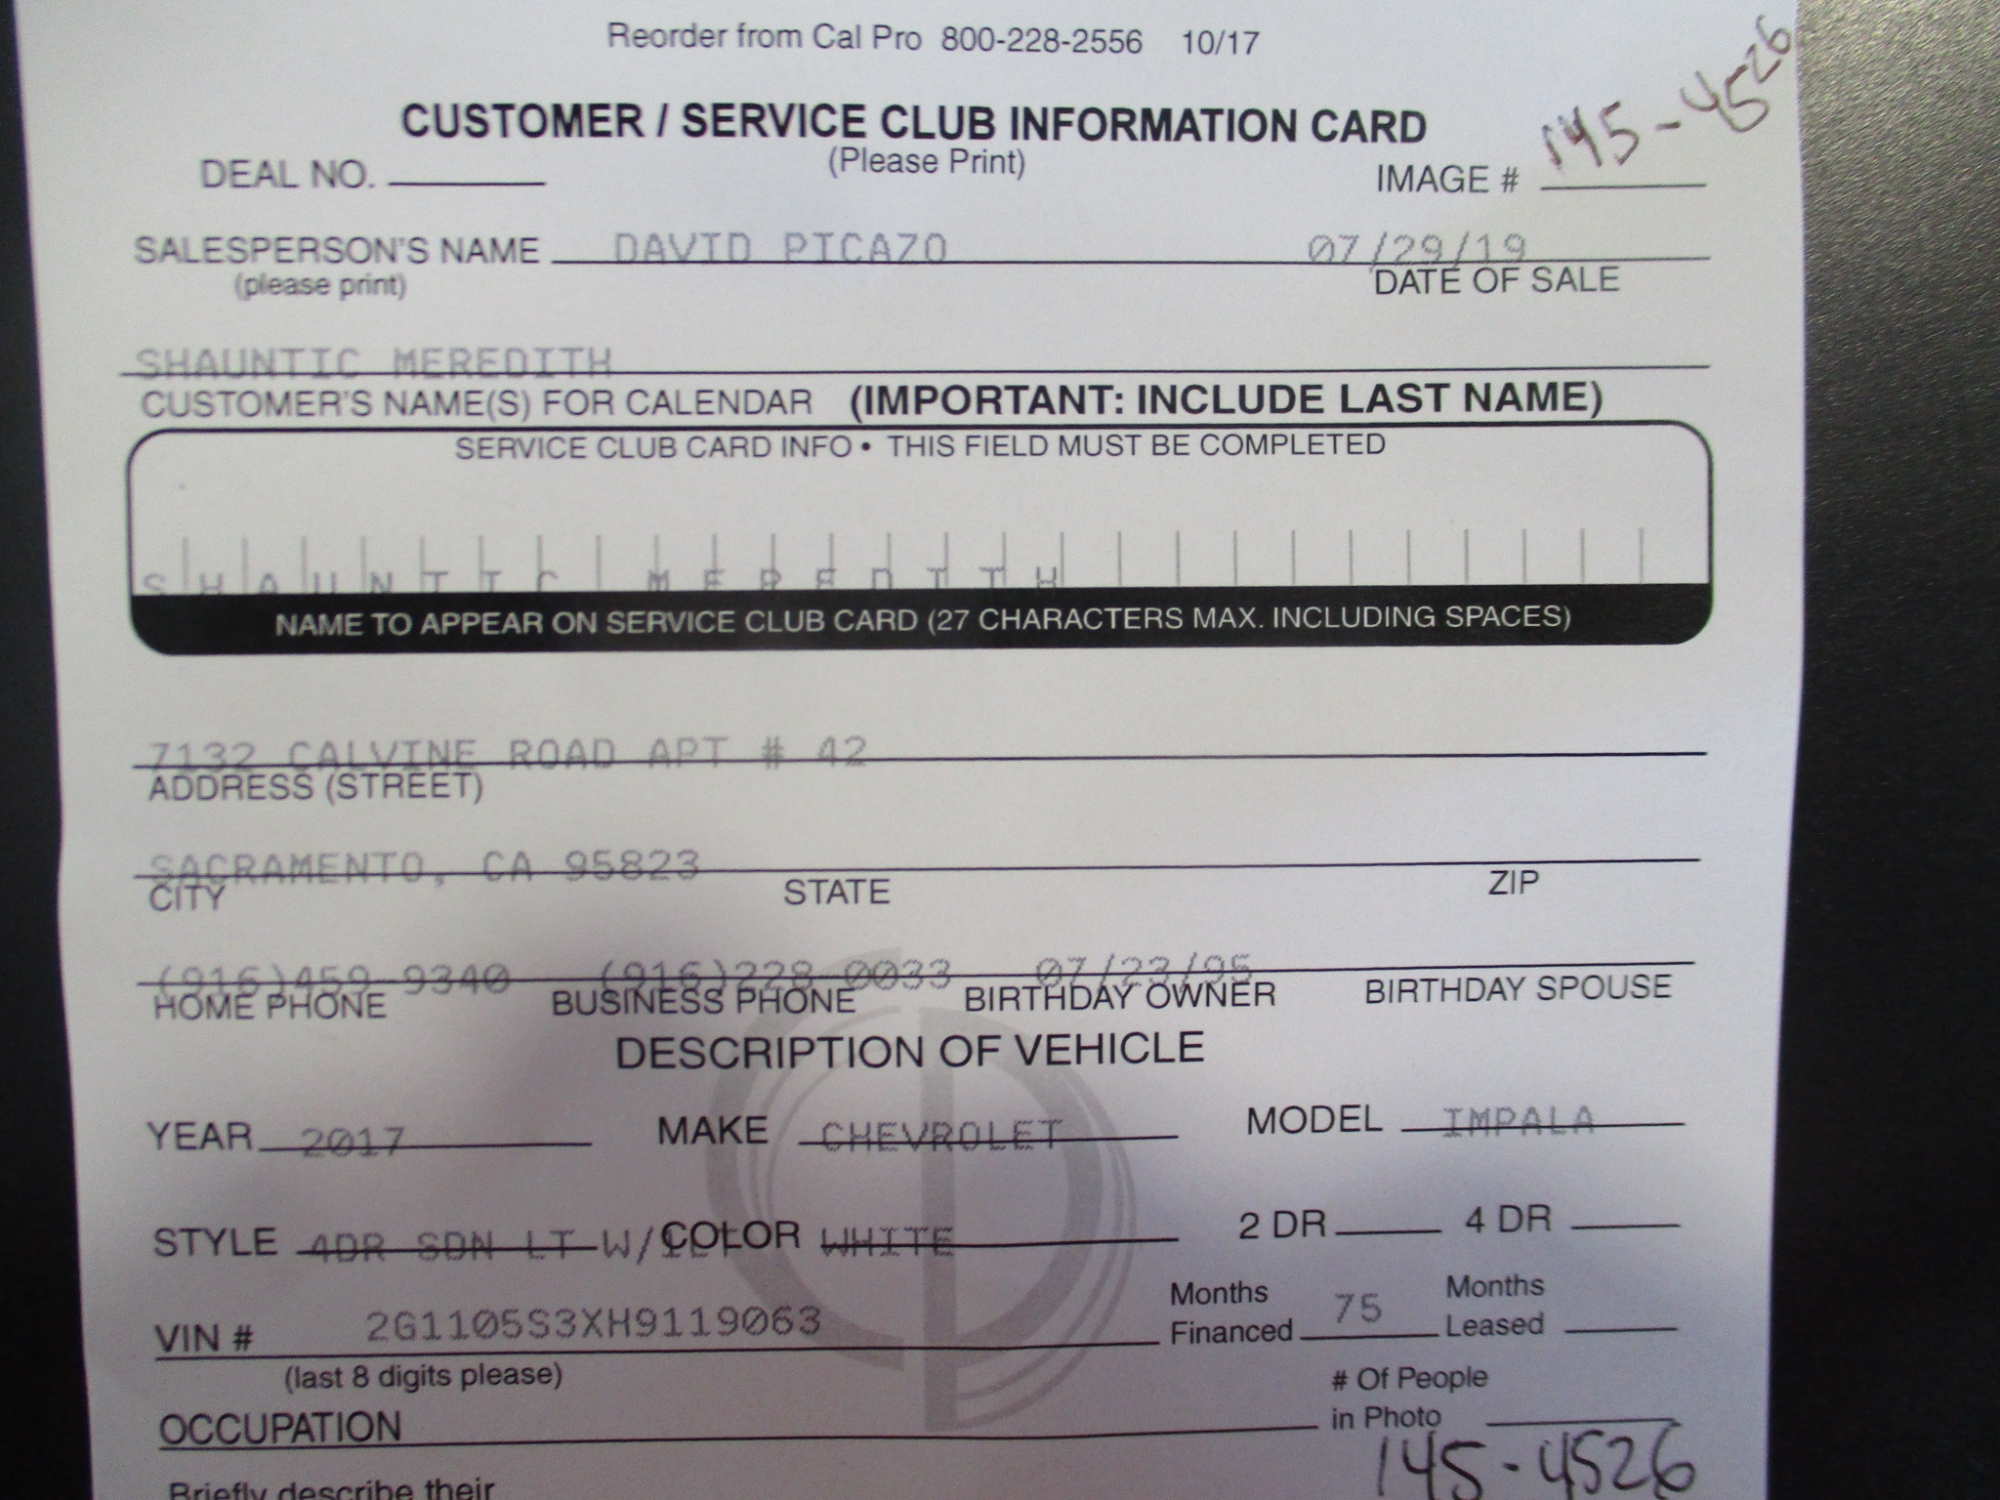 Reorder from Cal Pro 800-228-2556 10/17
CUSTOMER / SERVICE CLUB INFORMATION CARD
(Please Print)
DEAL NO. IMAGE # 145-4526
SALESPERSON'S NAME DAVID PICAZO 07/29/19
(please print) DATE OF SALE
SHAUNTIC MEREDITH
CUSTOMER'S NAME(S) FOR CALENDAR (IMPORTANT: INCLUDE LAST NAME)
SERVICE CLUB CARD INFO • THIS FIELD MUST BE COMPLETED
SHAUNTIC MEREDITH
NAME TO APPEAR ON SERVICE CLUB CARD (27 CHARACTERS MAX. INCLUDING SPACES)
7132 CALVINE ROAD APT # 42
ADDRESS (STREET)
SACRAMENTO, CA 95823
CITY STATE ZIP
(916)459-9340 (916)228-0033 07/23/95
HOME PHONE BUSINESS PHONE BIRTHDAY OWNER BIRTHDAY SPOUSE
DESCRIPTION OF VEHICLE
YEAR 2017 MAKE CHEVROLET MODEL IMPALA
STYLE 4DR SDN LT W/ COLOR WHITE 2 DR 4 DR
VIN # 2G1105S3XH9119063 Months Financed 75 Months Leased
(last 8 digits please)
# Of People
OCCUPATION in Photo
145-4526
Briefly describe their